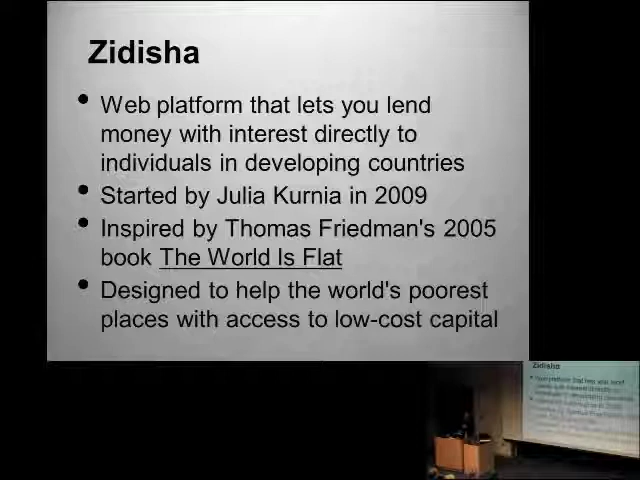 Zidisha
• Web platform that lets you lend
money with interest directly to
individuals in developing countries
• Started by Julia Kurnia in 2009
• Inspired by Thomas Friedman's 2005
book The World Is Flat
• Designed to help the world's poorest
places with access to low-cost capital
Zidisha